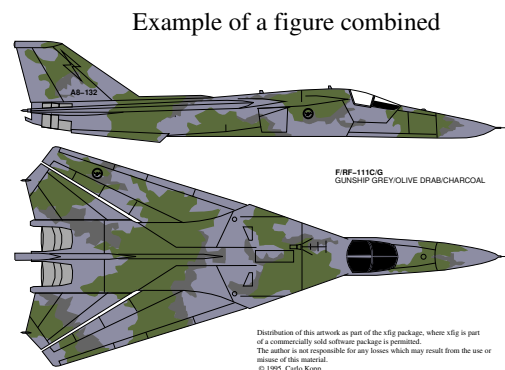 Example of a figure combined
A8−132
F/RF−111C/G
GUNSHIP GREY/OLIVE DRAB/CHARCOAL
Distribution of this artwork as part of the xfig package, where xfig is part
of a commercially sold software package is permitted.
The author is not responsible for any losses which may result from the use or
misuse of this material.
© 1995 Carlo Kopp